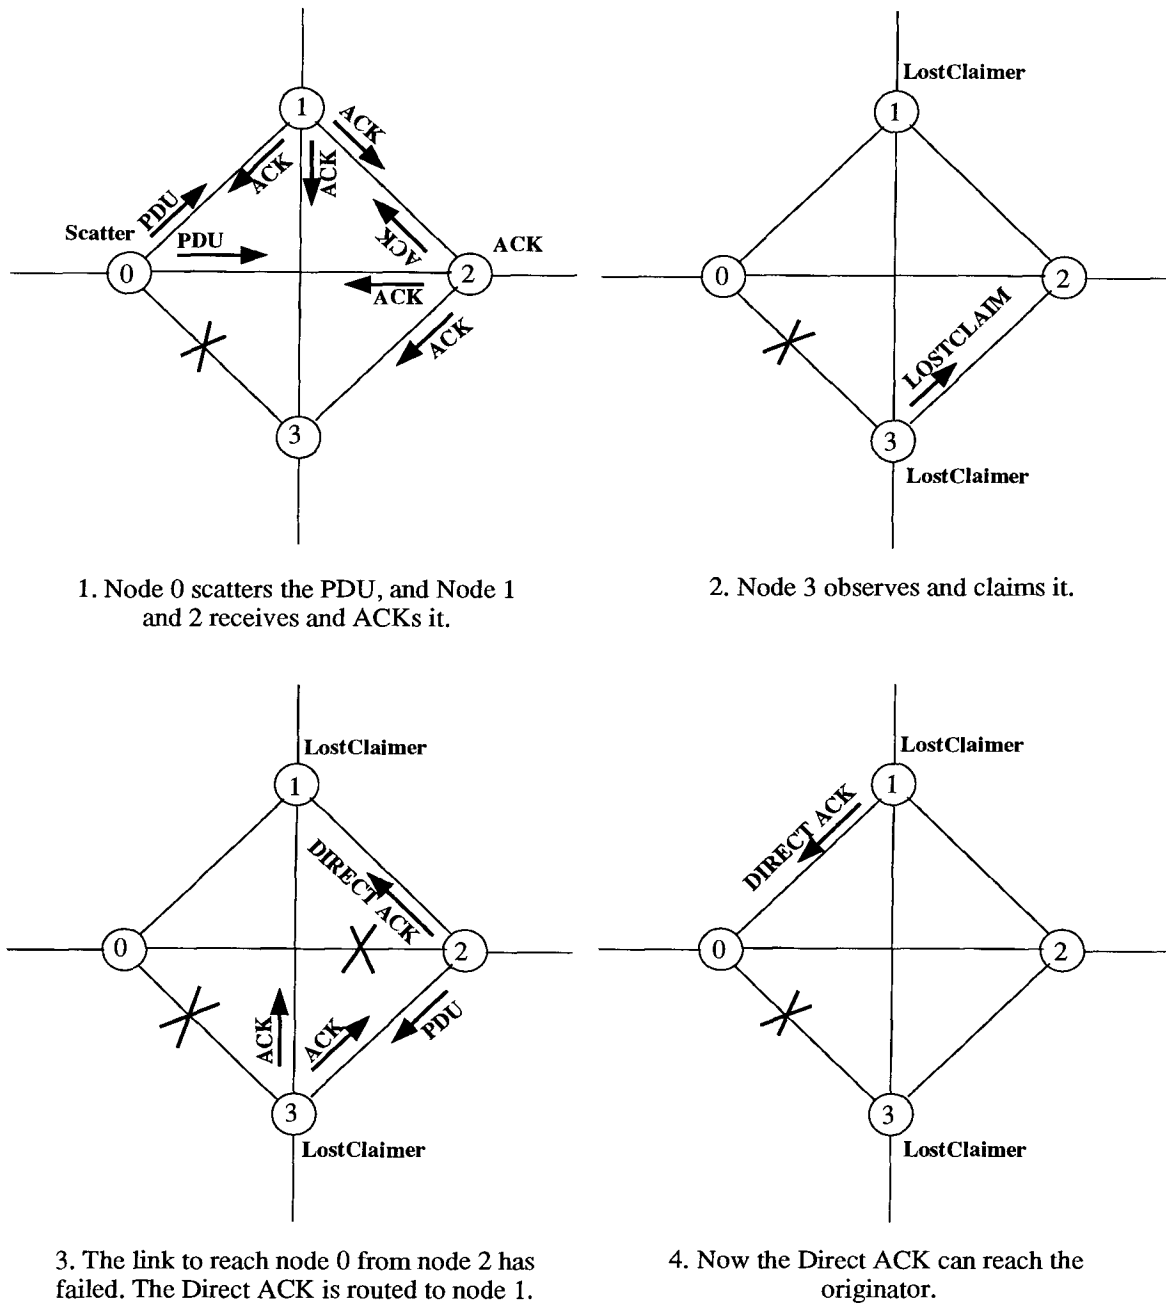 1
ACK
ACK
ACK
PDU
Scatter
PDU
ACK
ACK
0
2
ACK
ACK
3
1. Node 0 scatters the PDU, and Node 1
and 2 receives and ACKs it.
LostClaimer
1
0
2
LOSTCLAIM
3
LostClaimer
2. Node 3 observes and claims it.
LostClaimer
1
DIRECT ACK
0
2
ACK
ACK
PDU
3
LostClaimer
3. The link to reach node 0 from node 2 has
failed. The Direct ACK is routed to node 1.
LostClaimer
1
DIRECT ACK
0
2
3
LostClaimer
4. Now the Direct ACK can reach the
originator.